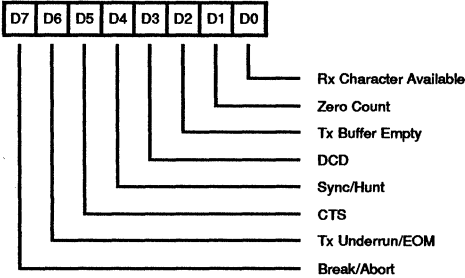 D7 D6 D5 D4 D3 D2 D1 D0
Rx Character Available
Zero Count
Tx Buffer Empty
DCD
Sync/Hunt
CTS
Tx Underrun/EOM
Break/Abort